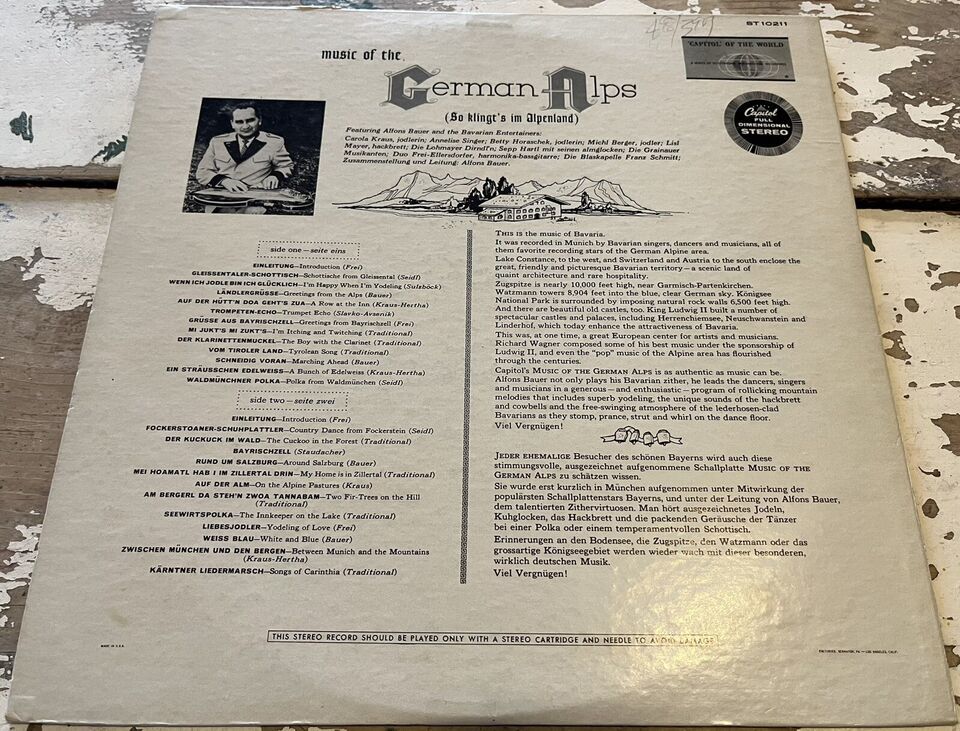 ST 10211
"CAPITOL" OF THE WORLD
Capitol
FULL
DIMENSIONAL
STEREO
music of the
German Alps
(So klingt's im Alpenland)
Featuring Alfons Bauer and the Bavarian Entertainers:
Carola Kraus, jodlerin; Annelise Singer; Betty Horaschek, jodlerin; Michl Berger, jodler; Lisl
Mayer, hackbrett; Die Lohmayer Dirndl'n; Sepp Hartl mit seinen almglocken; Die Grainauer
Musikanten; Duo Frei-Ellersdorfer, harmonika-bassgitarre; Die Blaskapelle Franz Schmitt;
Zusammenstellung und Leitung: Alfons Bauer.
side one—seite eins
EINLEITUNG—Introduction (Frei)
GLEISSENTALER-SCHOTTISCH—Schottische from Gleissental (Seidl)
WENN ICH JODLE BIN ICH GLÜCKLICH—I'm Happy When I'm Yodeling (Sulzböck)
LÄNDLERGRÜSSE—Greetings from the Alps (Bauer)
AUF DER HÜTT'N DOA GEHT'S ZUA—A Row at the Inn (Kraus-Hertha)
TROMPETEN-ECHO—Trumpet Echo (Slavko-Avsenik)
GRÜSSE AUS BAYRISCHZELL—Greetings from Bayrischzell (Frei)
MI JUKT'S MI ZUKT'S—I'm Itching and Twitching (Traditional)
DER KLARINETTENMUCKEL—The Boy with the Clarinet (Traditional)
VOM TIROLER LAND—Tyrolean Song (Traditional)
SCHNEIDIG VORAN—Marching Ahead (Bauer)
EIN STRÄUSSCHEN EDELWEISS—A Bunch of Edelweiss (Kraus-Hertha)
WALDMÜNCHNER POLKA—Polka from Waldmünchen (Seidl)
side two—seite zwei
EINLEITUNG—Introduction (Frei)
FOCKERSTOANER-SCHUHPLATTLER—Country Dance from Fockerstein (Seidl)
DER KUCKUCK IM WALD—The Cuckoo in the Forest (Traditional)
BAYRISCHZELL (Staudacher)
RUND UM SALZBURG—Around Salzburg (Bauer)
MEI HOAMATL HAB I IM ZILLERTAL DRIN—My Home is in Zillertal (Traditional)
AUF DER ALM—On the Alpine Pastures (Kraus)
AM BERGERL DA STEH'N ZWOA TANNABAM—Two Fir-Trees on the Hill
(Traditional)
SEEWIRTSPOLKA—The Innkeeper on the Lake (Traditional)
LIEBESJODLER—Yodeling of Love (Frei)
WEISS BLAU—White and Blue (Bauer)
ZWISCHEN MÜNCHEN UND DEN BERGEN—Between Munich and the Mountains
(Kraus-Hertha)
KÄRNTNER LIEDERMARSCH—Songs of Carinthia (Traditional)
THIS is the music of Bavaria.
It was recorded in Munich by Bavarian singers, dancers and musicians, all of
them favorite recording stars of the German Alpine area.
Lake Constance, to the west, and Switzerland and Austria to the south enclose the
great, friendly and picturesque Bavarian territory—a scenic land of
quaint architecture and rare hospitality.
Zugspitze is nearly 10,000 feet high, near Garmisch-Partenkirchen.
Watzmann towers 8,904 feet into the blue, clear German sky. Königsee
National Park is surrounded by imposing natural rock walls 6,500 feet high.
And there are beautiful old castles, too. King Ludwig II built a number of
spectacular castles and palaces, including Herrenchiemsee, Neuschwanstein and
Linderhof, which today enhance the attractiveness of Bavaria.
This was, at one time, a great European center for artists and musicians.
Richard Wagner composed some of his best music under the sponsorship of
Ludwig II, and even the "pop" music of the Alpine area has flourished
through the centuries.
Capitol's MUSIC OF THE GERMAN ALPS is as authentic as music can be.
Alfons Bauer not only plays his Bavarian zither, he leads the dancers, singers
and musicians in a generous—and enthusiastic—program of rollicking mountain
melodies that includes superb yodeling, the unique sounds of the hackbrett
and cowbells and the free-swinging atmosphere of the lederhosen-clad
Bavarians as they stomp, prance, strut and whirl on the dance floor.
Viel Vergnügen!
JEDER EHEMALIGE Besucher des schönen Bayerns wird auch diese
stimmungsvolle, ausgezeichnet aufgenommene Schallplatte MUSIC OF THE
GERMAN ALPS zu schätzen wissen.
Sie wurde erst kurzlich in München aufgenommen unter Mitwirkung der
populärsten Schallplattenstars Bayerns, und unter der Leitung von Alfons Bauer,
dem talentierten Zithervirtuosen. Man hört ausgezeichnetes Jodeln,
Kuhglocken, das Hackbrett und die packenden Geräusche der Tänzer
bei einer Polka oder einem temperamentvollen Schottisch.
Erinnerungen an den Bodensee, die Zugspitze, den Watzmann oder das
grossartige Königseegebiet werden wieder wach mit dieser besonderen,
wirklich deutschen Musik.
Viel Vergnügen!
THIS STEREO RECORD SHOULD BE PLAYED ONLY WITH A STEREO CARTRIDGE AND NEEDLE TO AVOID DAMAGE
MADE IN U.S.A.